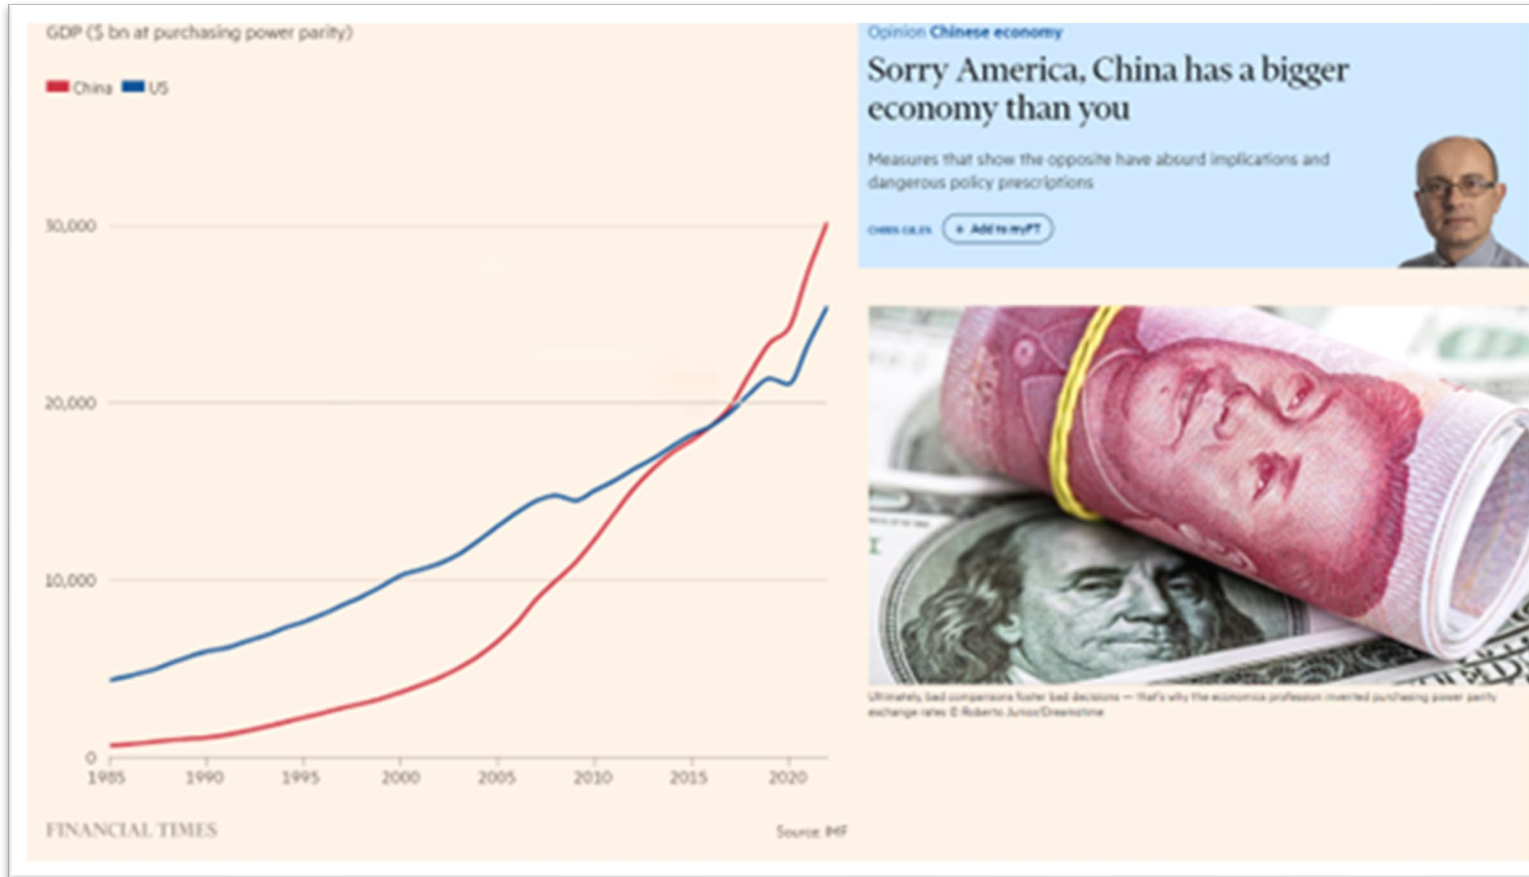 GDP ($ bn at purchasing power parity)
China US
30,000
20,000
10,000
0
1985 1990 1995 2000 2005 2010 2015 2020
FINANCIAL TIMES
Source: IMF
Opinion Chinese economy
Sorry America, China has a bigger
economy than you
Measures that show the opposite have absurd implications and
dangerous policy prescriptions
CHRIS GILES + Add to myFT
Ultimately, bad comparisons foster bad decisions — that's why the economics profession invented purchasing power parity
exchange rates © Roberto Junior/Dreamstime